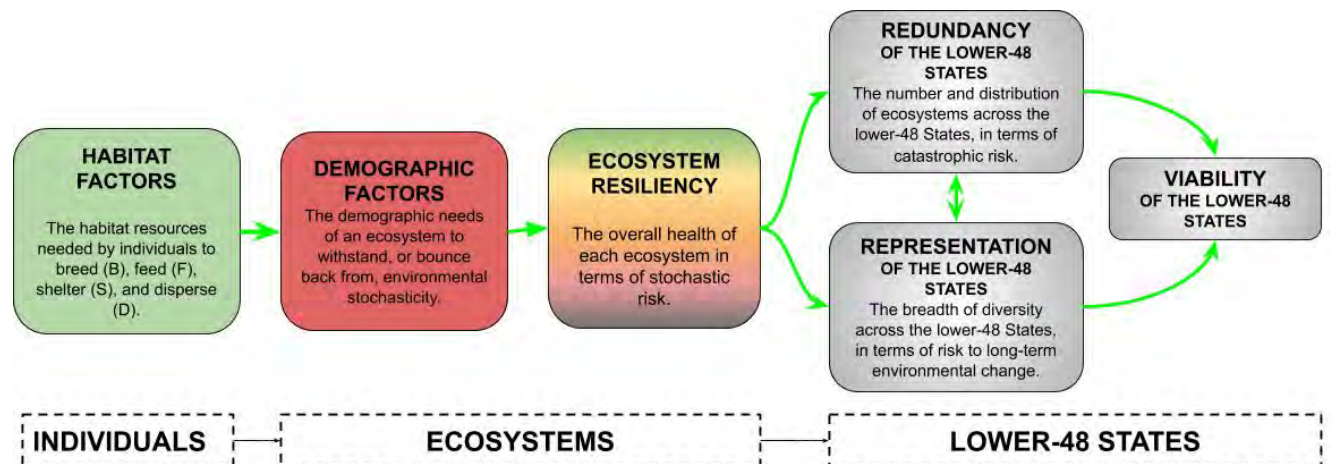 HABITAT
FACTORS
The habitat resources
needed by individuals to
breed (B), feed (F),
shelter (S), and disperse
(D).
DEMOGRAPHIC
FACTORS
The demographic needs
of an ecosystem to
withstand, or bounce
back from, environmental
stochasticity.
ECOSYSTEM
RESILIENCY
The overall health of
each ecosystem in
terms of stochastic
risk.
REDUNDANCY
OF THE LOWER-48
STATES
The number and distribution
of ecosystems across the
lower-48 States, in terms of
catastrophic risk.
REPRESENTATION
OF THE LOWER-48
STATES
The breadth of diversity
across the lower-48 States,
in terms of risk to long-term
environmental change.
VIABILITY
OF THE LOWER-48
STATES
INDIVIDUALS
ECOSYSTEMS
LOWER-48 STATES